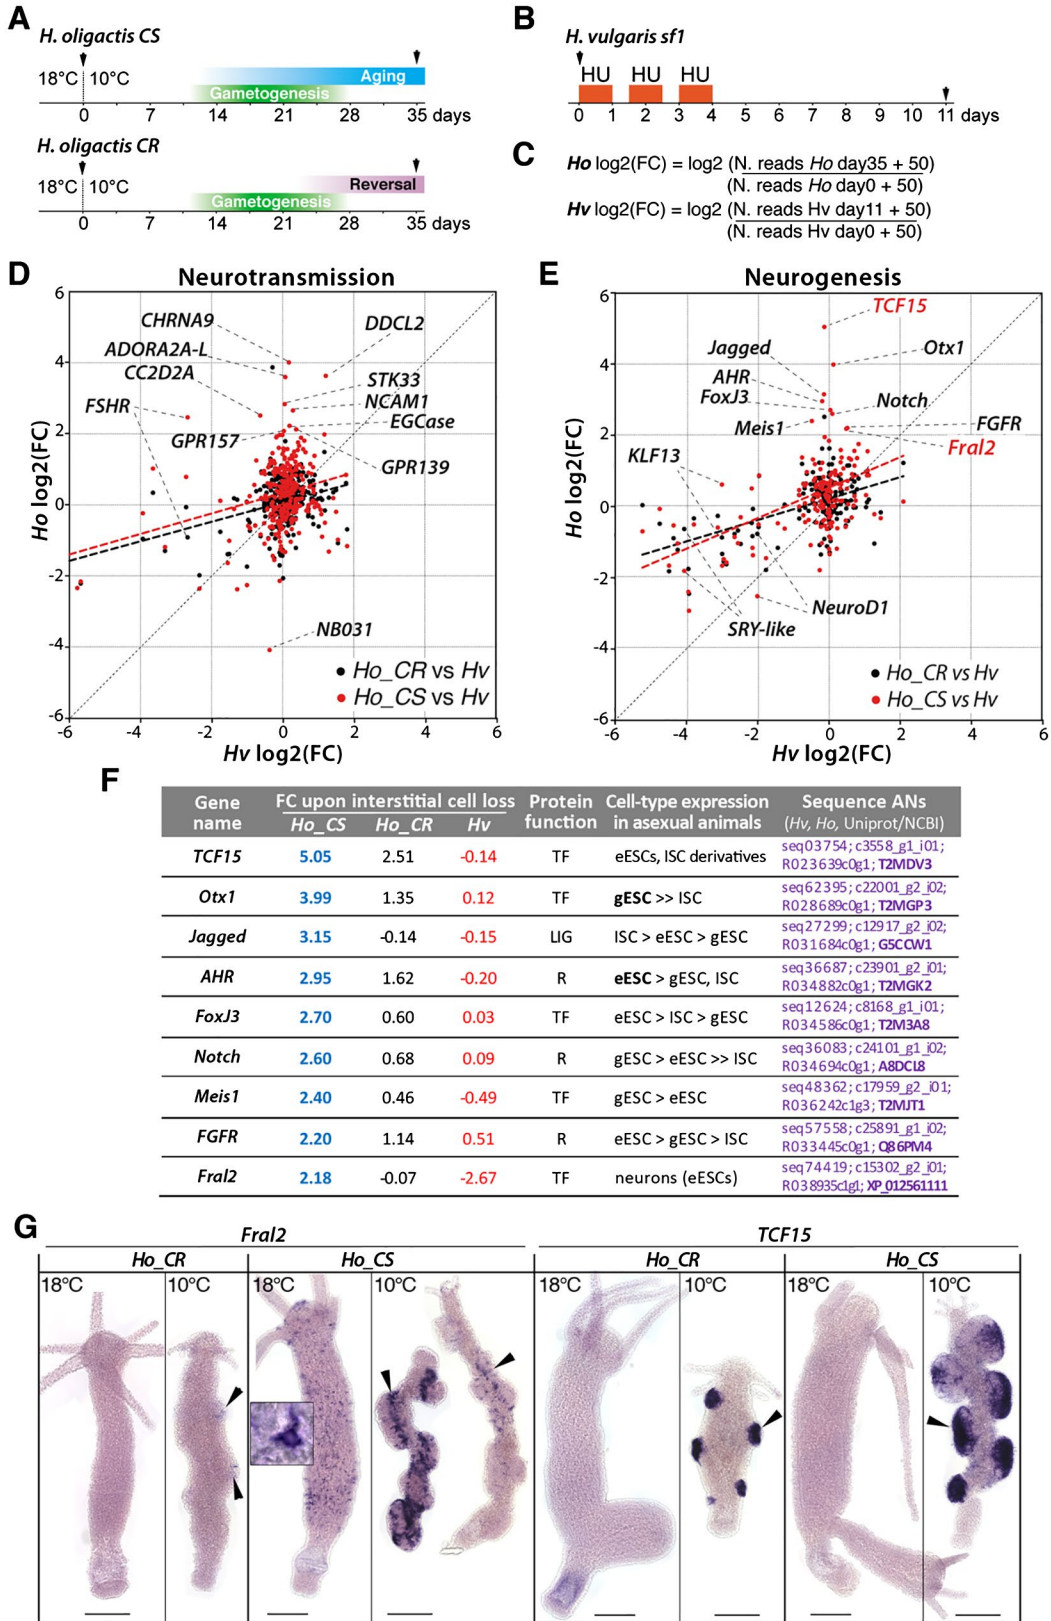 A
H. oligactis CS
18°C 10°C
Aging
Gametogenesis
0 7 14 21 28 35 days
H. oligactis CR
18°C 10°C
Reversal
Gametogenesis
0 7 14 21 28 35 days
B
H. vulgaris sf1
HU HU HU
0 1 2 3 4 5 6 7 8 9 10 11 days
C
Ho log2(FC) = log2 (N. reads Ho day35 + 50)
(N. reads Ho day0 + 50)
Hv log2(FC) = log2 (N. reads Hv day11 + 50)
(N. reads Hv day0 + 50)
D
Neurotransmission
6
4
2
0
-2
-4
-6
Ho log2(FC)
CHRNA9
DDCL2
ADORA2A-L
CC2D2A
STK33
FSHR
NCAM1
EGCase
GPR157
GPR139
NB031
Ho_CR vs Hv
Ho_CS vs Hv
-6 -4 -2 0 2 4 6
Hv log2(FC)
E
Neurogenesis
6
4
2
0
-2
-4
-6
Ho log2(FC)
TCF15
Jagged
Otx1
AHR
FoxJ3
Notch
Meis1
FGFR
Fral2
KLF13
NeuroD1
SRY-like
Ho_CR vs Hv
Ho_CS vs Hv
-6 -4 -2 0 2 4 6
Hv log2(FC)
F
Gene name FC upon interstitial cell loss Protein function Cell-type expression in asexual animals Sequence ANs
Ho_CS Ho_CR Hv (Hv, Ho, Uniprot/NCBI)
TCF15 5.05 2.51 -0.14 TF eESCs, ISC derivatives seq03754; c3558_g1_i01;
R023639c0g1; T2MDV3
Otx1 3.99 1.35 0.12 TF gESC >> ISC seq62395; c22001_g2_i02;
R028689c0g1; T2MGP3
Jagged 3.15 -0.14 -0.15 LIG ISC > eESC > gESC seq27299; c12917_g2_i02;
R031684c0g1; G5CCW1
AHR 2.95 1.62 -0.20 R eESC > gESC, ISC seq36687; c23901_g2_i01;
R034882c0g1; T2MGK2
FoxJ3 2.70 0.60 0.03 TF eESC > ISC > gESC seq12624; c8168_g1_i01;
R034586c0g1; T2M3A8
Notch 2.60 0.68 0.09 R gESC > eESC >> ISC seq36083; c24101_g1_i02;
R034694c0g1; A8DCL8
Meis1 2.40 0.46 -0.49 TF gESC > eESC seq48362; c17959_g2_i01;
R036242c1g3; T2MJT1
FGFR 2.20 1.14 0.51 R eESC > gESC > ISC seq57558; c25891_g1_i02;
R033445c0g1; Q86PM4
Fral2 2.18 -0.07 -2.67 TF neurons (eESCs) seq74419; c15302_g2_i01;
R038935c1g1; XP_012561111
G
Fral2 TCF15
Ho_CR Ho_CS Ho_CR Ho_CS
18°C 10°C 18°C 10°C 18°C 10°C 18°C 10°C